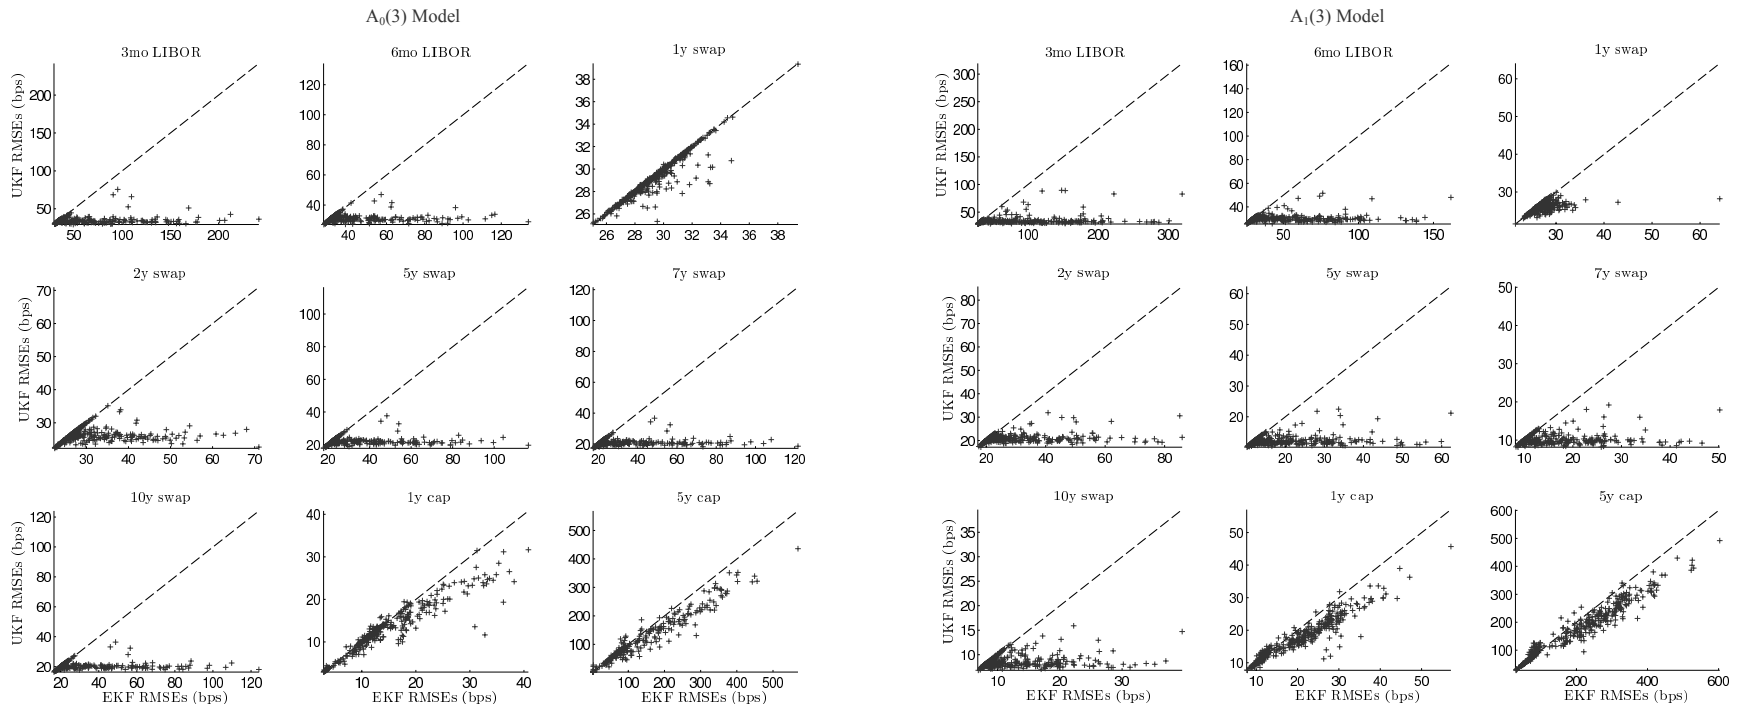 A₀(3) Model
3mo LIBOR
6mo LIBOR
1y swap
UKF RMSEs (bps)
200
150
100
50
50 100 150 200
120
100
80
60
40
40 60 80 100 120
38
36
34
32
30
28
26
26 28 30 32 34 36 38
2y swap
5y swap
7y swap
UKF RMSEs (bps)
70
60
50
40
30
30 40 50 60 70
100
80
60
40
20
20 40 60 80 100
120
100
80
60
40
20
20 40 60 80 100 120
10y swap
1y cap
5y cap
UKF RMSEs (bps)
120
100
80
60
40
20
20 40 60 80 100 120
EKF RMSEs (bps)
40
30
20
10
10 20 30 40
EKF RMSEs (bps)
500
400
300
200
100
100 200 300 400 500
EKF RMSEs (bps)
A₁(3) Model
3mo LIBOR
6mo LIBOR
1y swap
UKF RMSEs (bps)
300
250
200
150
100
50
100 200 300
160
140
120
100
80
60
40
50 100 150
60
50
40
30
30 40 50 60
2y swap
5y swap
7y swap
UKF RMSEs (bps)
80
70
60
50
40
30
20
20 40 60 80
60
50
40
30
20
10
20 30 40 50 60
50
40
30
20
10
10 20 30 40 50
10y swap
1y cap
5y cap
UKF RMSEs (bps)
35
30
25
20
15
10
10 20 30
EKF RMSEs (bps)
50
40
30
20
10
10 20 30 40 50
EKF RMSEs (bps)
600
500
400
300
200
100
200 400 600
EKF RMSEs (bps)